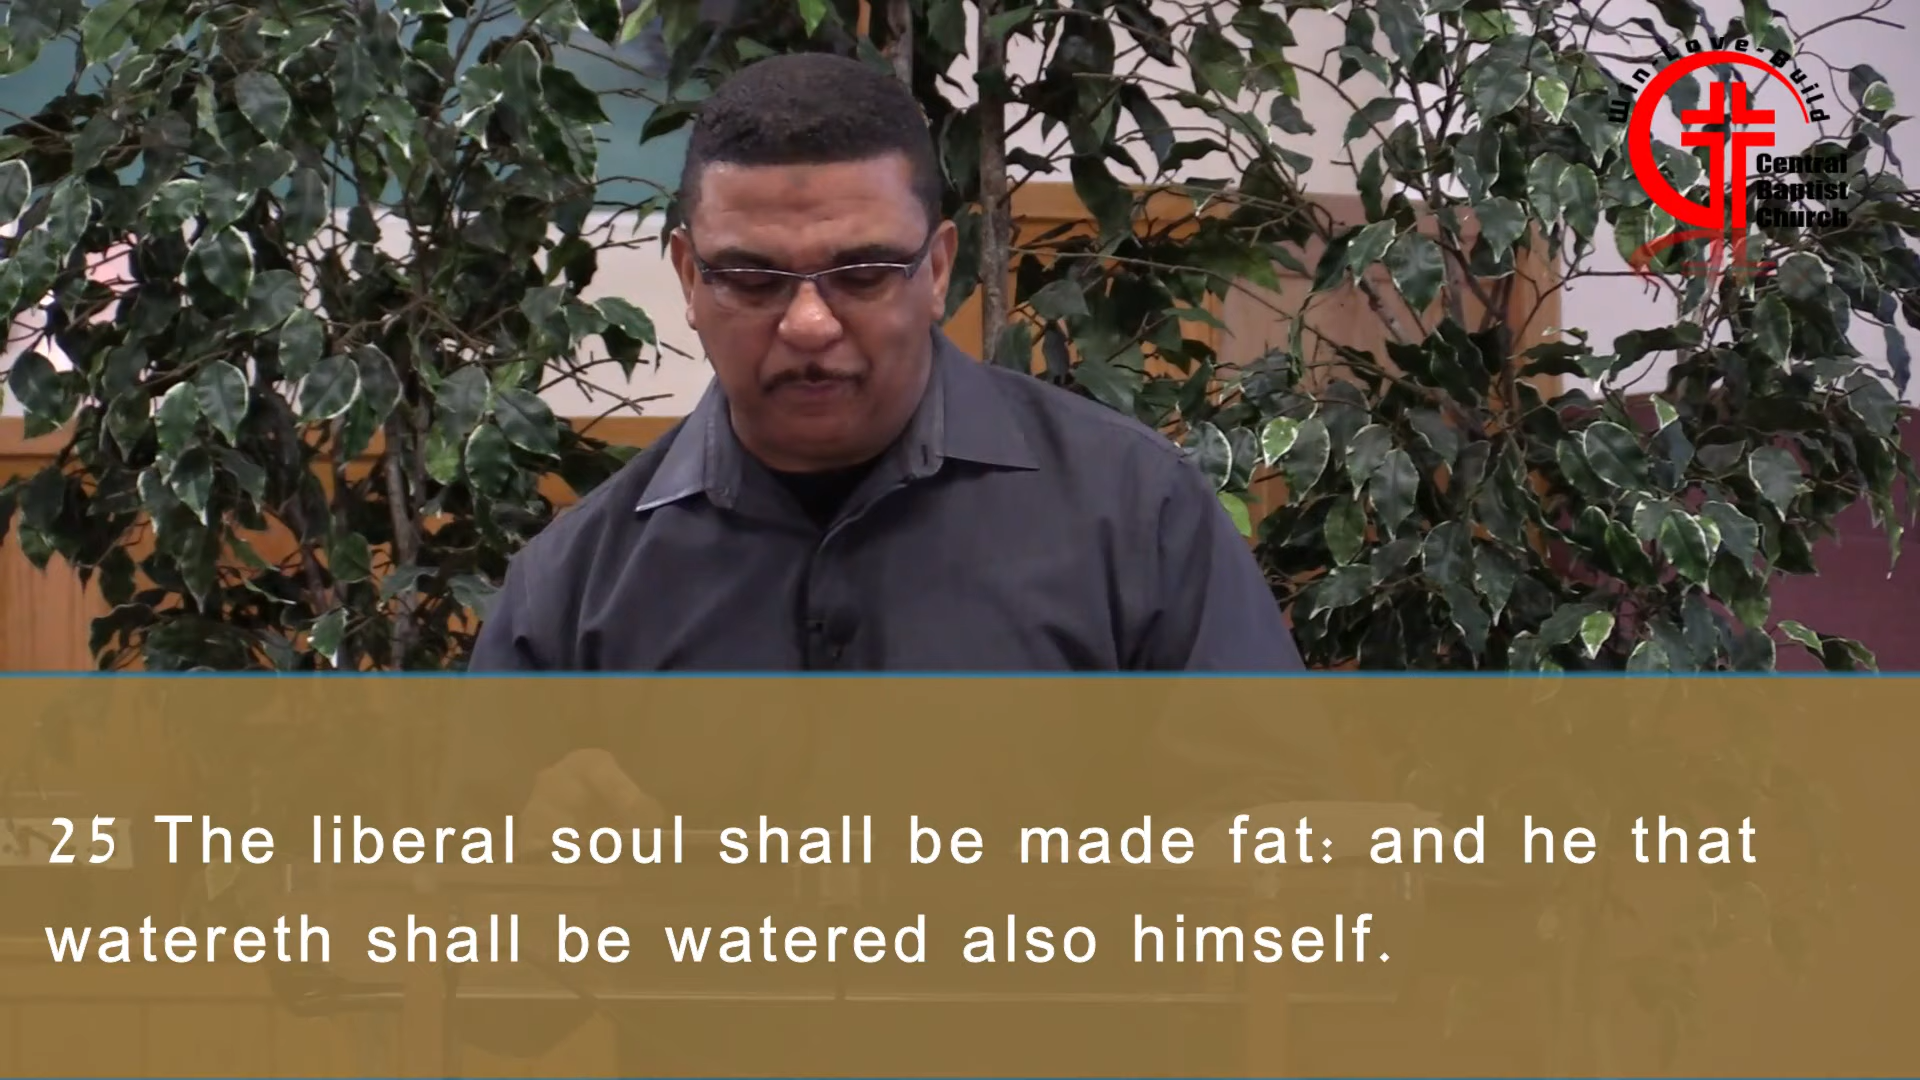 Win-Love-Build
Central
Baptist
Church
25 The liberal soul shall be made fat: and he that
watereth shall be watered also himself.